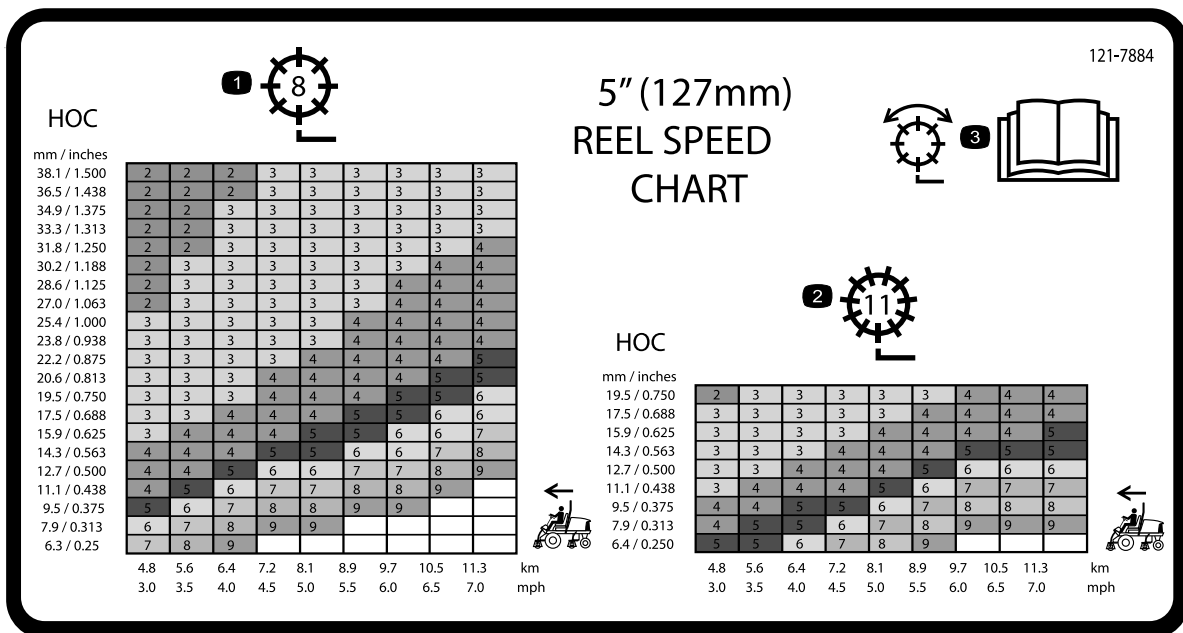 121-7884
5" (127mm)
REEL SPEED
CHART
1
8
3
HOC
mm / inches
38.1 / 1.500 2 2 2 3 3 3 3 3 3
36.5 / 1.438 2 2 2 3 3 3 3 3 3
34.9 / 1.375 2 2 3 3 3 3 3 3 3
33.3 / 1.313 2 2 3 3 3 3 3 3 3
31.8 / 1.250 2 2 3 3 3 3 3 3 4
30.2 / 1.188 2 3 3 3 3 3 3 4 4
28.6 / 1.125 2 3 3 3 3 3 4 4 4
27.0 / 1.063 2 3 3 3 3 3 4 4 4
25.4 / 1.000 3 3 3 3 3 4 4 4 4
23.8 / 0.938 3 3 3 3 3 4 4 4 4
22.2 / 0.875 3 3 3 3 4 4 4 4 5
20.6 / 0.813 3 3 3 4 4 4 4 5 5
19.5 / 0.750 3 3 3 4 4 4 5 5 6
17.5 / 0.688 3 3 4 4 4 5 5 6 6
15.9 / 0.625 3 4 4 4 5 5 6 6 7
14.3 / 0.563 4 4 4 5 5 6 6 7 8
12.7 / 0.500 4 4 5 6 6 7 7 8 9
11.1 / 0.438 4 5 6 7 7 8 8 9
9.5 / 0.375 5 6 7 8 8 9 9
7.9 / 0.313 6 7 8 9 9
6.3 / 0.25 7 8 9
4.8 5.6 6.4 7.2 8.1 8.9 9.7 10.5 11.3 km
3.0 3.5 4.0 4.5 5.0 5.5 6.0 6.5 7.0 mph
2
11
HOC
mm / inches
19.5 / 0.750 2 3 3 3 3 3 4 4 4
17.5 / 0.688 3 3 3 3 3 4 4 4 4
15.9 / 0.625 3 3 3 3 4 4 4 4 5
14.3 / 0.563 3 3 3 4 4 4 5 5 5
12.7 / 0.500 3 3 4 4 4 5 6 6 6
11.1 / 0.438 3 4 4 4 5 6 7 7 7
9.5 / 0.375 4 4 5 5 6 7 8 8 8
7.9 / 0.313 4 5 5 6 7 8 9 9 9
6.4 / 0.250 5 5 6 7 8 9
4.8 5.6 6.4 7.2 8.1 8.9 9.7 10.5 11.3 km
3.0 3.5 4.0 4.5 5.0 5.5 6.0 6.5 7.0 mph